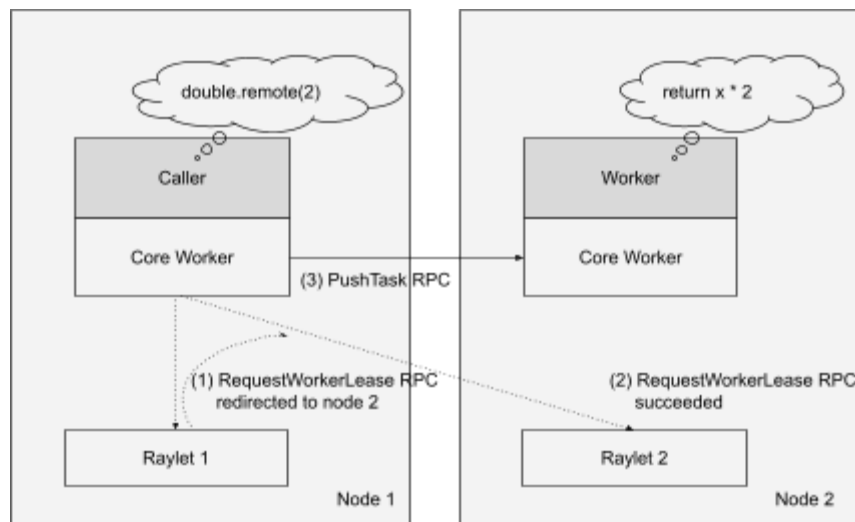 double.remote(2)
return x * 2
Caller
Worker
Core Worker
Core Worker
(3) PushTask RPC
(1) RequestWorkerLease RPC
redirected to node 2
(2) RequestWorkerLease RPC
succeeded
Raylet 1
Raylet 2
Node 1
Node 2